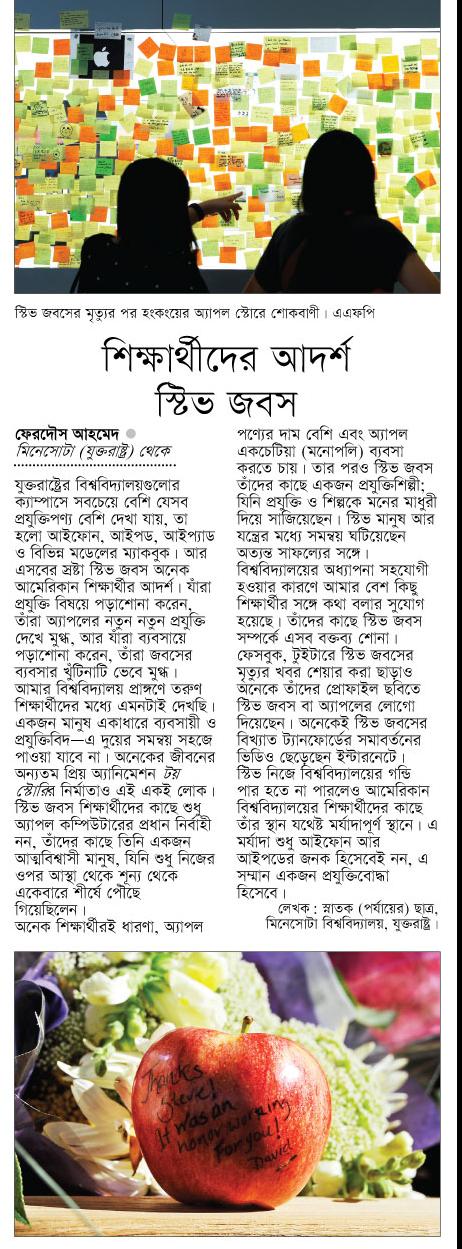 স্টিভ জবসের মৃত্যুর পর হংকংয়ের অ্যাপল স্টোরে শোকবাণী। এএফপি
শিক্ষার্থীদের আদর্শ
স্টিভ জবস
ফেরদৌস আহমেদ ●
মিনেসোটা (যুক্তরাষ্ট্র) থেকে
যুক্তরাষ্ট্রের বিশ্ববিদ্যালয়গুলোর
ক্যাম্পাসে সবচেয়ে বেশি যেসব
প্রযুক্তিপণ্য বেশি দেখা যায়, তা
হলো আইফোন, আইপড, আইপ্যাড
ও বিভিন্ন মডেলের ম্যাকবুক। আর
এসবের স্রষ্টা স্টিভ জবস অনেক
আমেরিকান শিক্ষার্থীর আদর্শ। যাঁরা
প্রযুক্তি বিষয়ে পড়াশোনা করেন,
তাঁরা অ্যাপলের নতুন নতুন প্রযুক্তি
দেখে মুগ্ধ, আর যাঁরা ব্যবসায়ে
পড়াশোনা করেন, তাঁরা জবসের
ব্যবসার খুঁটিনাটি ভেবে মুগ্ধ।
আমার বিশ্ববিদ্যালয় প্রাঙ্গণে তরুণ
শিক্ষার্থীদের মধ্যে এমনটাই দেখছি।
একজন মানুষ একাধারে ব্যবসায়ী ও
প্রযুক্তিবিদ—এ দুয়ের সমন্বয় সহজে
পাওয়া যাবে না। অনেকের জীবনের
অন্যতম প্রিয় অ্যানিমেশন টয়
স্টোরির নির্মাতাও এই একই লোক।
স্টিভ জবস শিক্ষার্থীদের কাছে শুধু
অ্যাপল কম্পিউটারের প্রধান নির্বাহী
নন, তাঁদের কাছে তিনি একজন
আত্মবিশ্বাসী মানুষ, যিনি শুধু নিজের
ওপর আস্থা থেকে শূন্য থেকে
একেবারে শীর্ষে পৌঁছে
গিয়েছিলেন।
অনেক শিক্ষার্থীরই ধারণা, অ্যাপল
পণ্যের দাম বেশি এবং অ্যাপল
একচেটিয়া (মনোপলি) ব্যবসা
করতে চায়। তার পরও স্টিভ জবস
তাঁদের কাছে একজন প্রযুক্তিশিল্পী;
যিনি প্রযুক্তি ও শিল্পকে মনের মাধুরী
দিয়ে সাজিয়েছেন। স্টিভ মানুষ আর
যন্ত্রের মধ্যে সমন্বয় ঘটিয়েছেন
অত্যন্ত সাফল্যের সঙ্গে।
বিশ্ববিদ্যালয়ের অধ্যাপনা সহযোগী
হওয়ার কারণে আমার বেশ কিছু
শিক্ষার্থীর সঙ্গে কথা বলার সুযোগ
হয়েছে। তাঁদের কাছে স্টিভ জবস
সম্পর্কে এসব বক্তব্য শোনা।
ফেসবুক, টুইটারে স্টিভ জবসের
মৃত্যুর খবর শেয়ার করা ছাড়াও
অনেকে তাঁদের প্রোফাইল ছবিতে
স্টিভ জবস বা অ্যাপলের লোগো
দিয়েছেন। অনেকেই স্টিভ জবসের
বিখ্যাত ট্যানফোর্ডের সমাবর্তনের
ভিডিও ছেড়েছেন ইন্টারনেটে।
স্টিভ নিজে বিশ্ববিদ্যালয়ের গন্ডি
পার হতে না পারলেও আমেরিকান
বিশ্ববিদ্যালয়ের শিক্ষার্থীদের কাছে
তাঁর স্থান যথেষ্ট মর্যাদাপূর্ণ স্থানে। এ
মর্যাদা শুধু আইফোন আর
আইপডের জনক হিসেবেই নন, এ
সম্মান একজন প্রযুক্তিবোদ্ধা
হিসেবে।
লেখক : স্নাতক (পর্যায়ের) ছাত্র,
মিনেসোটা বিশ্ববিদ্যালয়, যুক্তরাষ্ট্র।
Thanks
Steve!
It was an
honor working
For you!
David